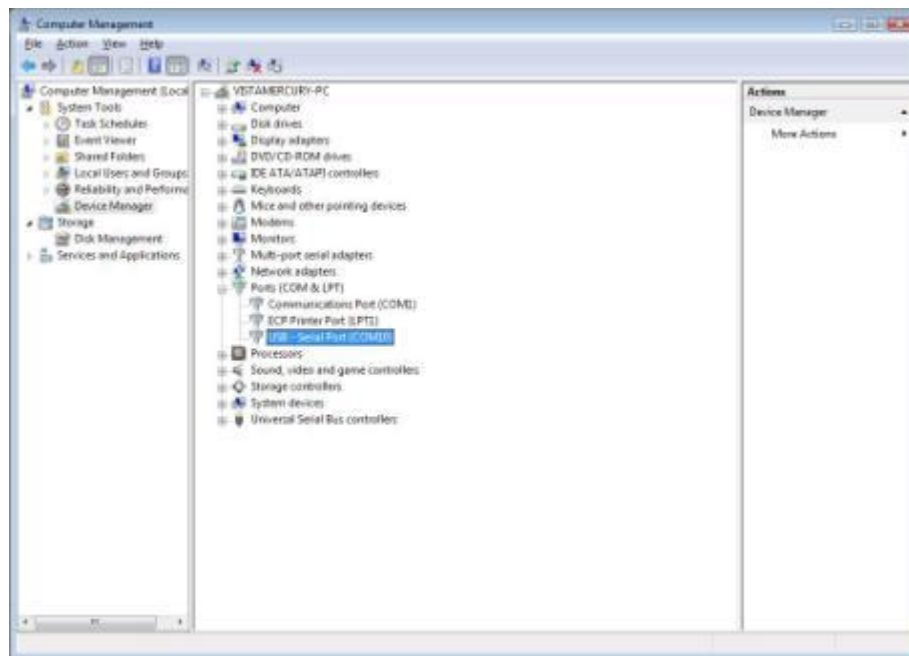 Computer Management
File Action View Help
Computer Management (Local
System Tools
Task Scheduler
Event Viewer
Shared Folders
Local Users and Groups
Reliability and Performa
Device Manager
Storage
Disk Management
Services and Applications
VISTAMERCURY-PC
Computer
Disk drives
Display adapters
DVD/CD-ROM drives
IDE ATA/ATAPI controllers
Keyboards
Mice and other pointing devices
Modems
Monitors
Multi-port serial adapters
Network adapters
Ports (COM & LPT)
Communications Port (COM1)
ECP Printer Port (LPT1)
USB - Serial Port (COM10)
Processors
Sound, video and game controllers
Storage controllers
System devices
Universal Serial Bus controllers
Actions
Device Manager
More Actions